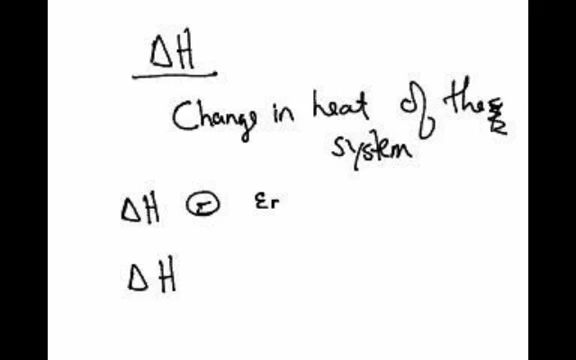 ΔH
Change in heat of the
system
ΔH ⊖ Er
ΔH